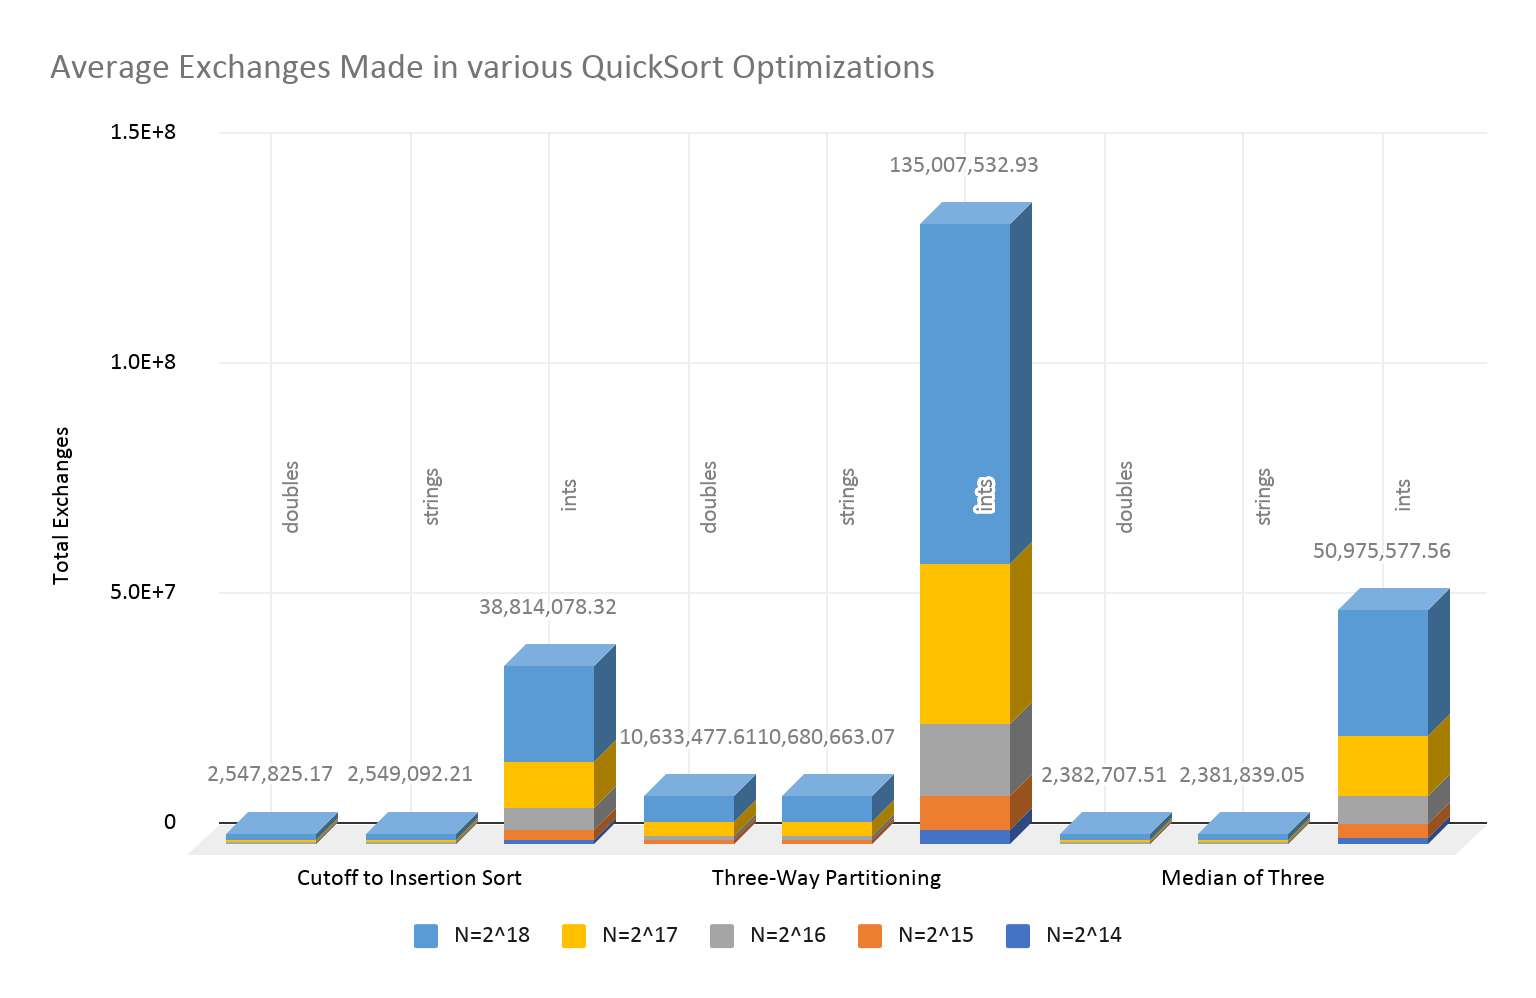 Average Exchanges Made in various QuickSort Optimizations
Total Exchanges
1.5E+8
1.0E+8
5.0E+7
0
135,007,532.93
doubles
strings
ints
doubles
strings
ints
doubles
strings
ints
50,975,577.56
38,814,078.32
10,633,477.61
10,680,663.07
2,547,825.17
2,549,092.21
2,382,707.51
2,381,839.05
Cutoff to Insertion Sort
Three-Way Partitioning
Median of Three
N=2^18
N=2^17
N=2^16
N=2^15
N=2^14